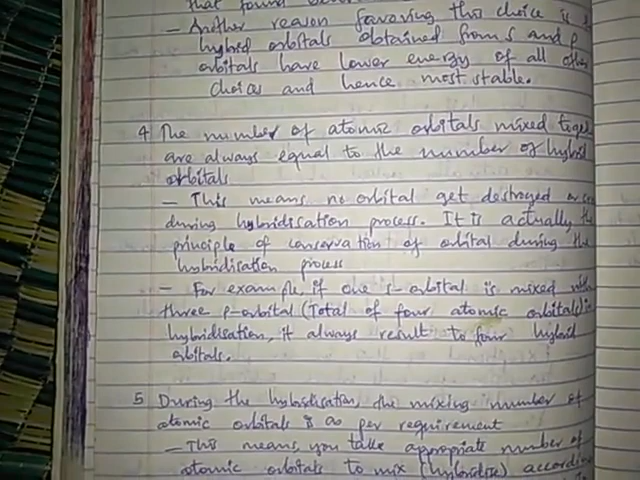 that found
- Another reason favoring this choice is
hybrid orbitals obtained from s and p
orbitals have lower energy of all other
choices and hence most stable.
4 The number of atomic orbitals mixed toge
are always equal to the number of hybrid
orbitals
- This means no orbital get destroyed or
during hybridisation process. It is actually the
principle of conservation of orbital during the
hybridisation process
- For example, if one s-orbital is mixed with
three p-orbital (Total of four atomic orbitals) in
hybridisation, it always result to four hybrid
orbitals.
5 During the hybridisation, the mixing number of
atomic orbitals is as per requirement
- This means, you take appropriate number of
atomic orbitals to mix (hybridise) accordin